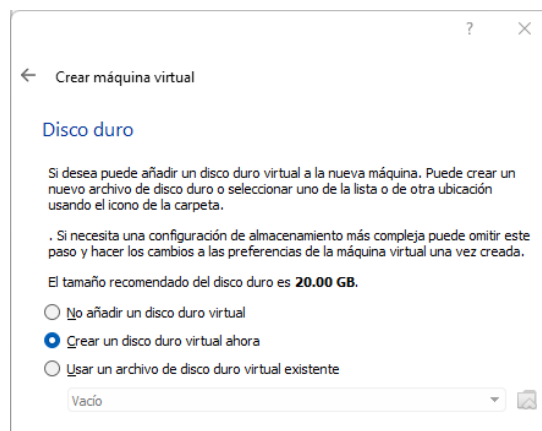 ?
Crear máquina virtual
Disco duro
Si desea puede añadir un disco duro virtual a la nueva máquina. Puede crear un
nuevo archivo de disco duro o seleccionar uno de la lista o de otra ubicación
usando el icono de la carpeta.
. Si necesita una configuración de almacenamiento más compleja puede omitir este
paso y hacer los cambios a las preferencias de la máquina virtual una vez creada.
El tamaño recomendado del disco duro es 20.00 GB.
No añadir un disco duro virtual
Crear un disco duro virtual ahora
Usar un archivo de disco duro virtual existente
Vacío